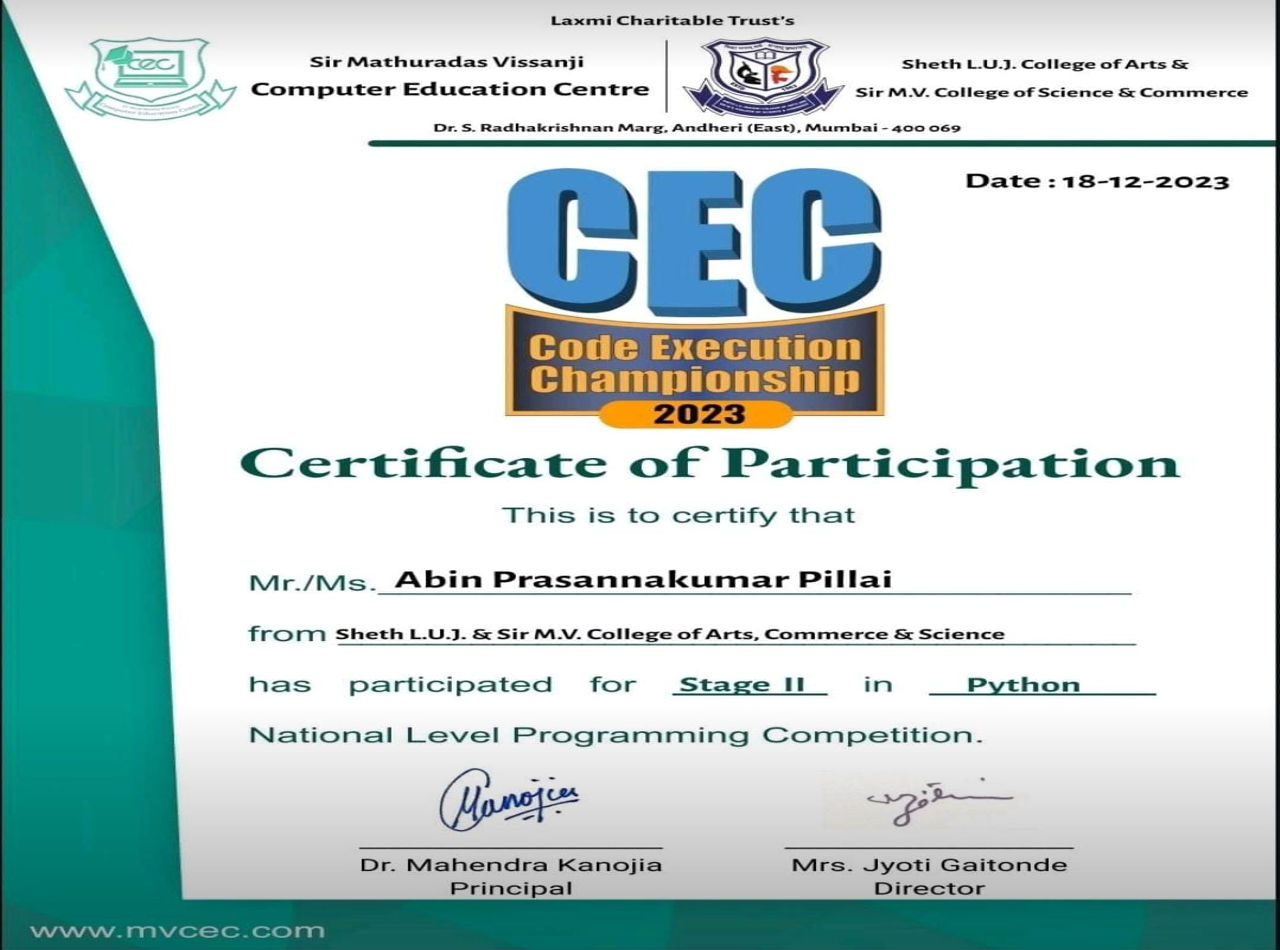 Laxmi Charitable Trust's
Sir Mathuradas Vissanji
Computer Education Centre
Sheth L.U.J. College of Arts &
Sir M.V. College of Science & Commerce
Dr. S. Radhakrishnan Marg, Andheri (East), Mumbai - 400 069
cec
Date : 18-12-2023
CEC
Code Execution
Championship
2023
Certificate of Participation
This is to certify that
Mr./Ms. Abin Prasannakumar Pillai
from Sheth L.U.J. & Sir M.V. College of Arts, Commerce & Science
has participated for Stage II in Python
National Level Programming Competition.
Dr. Mahendra Kanojia
Principal
Mrs. Jyoti Gaitonde
Director
www.mvcec.com